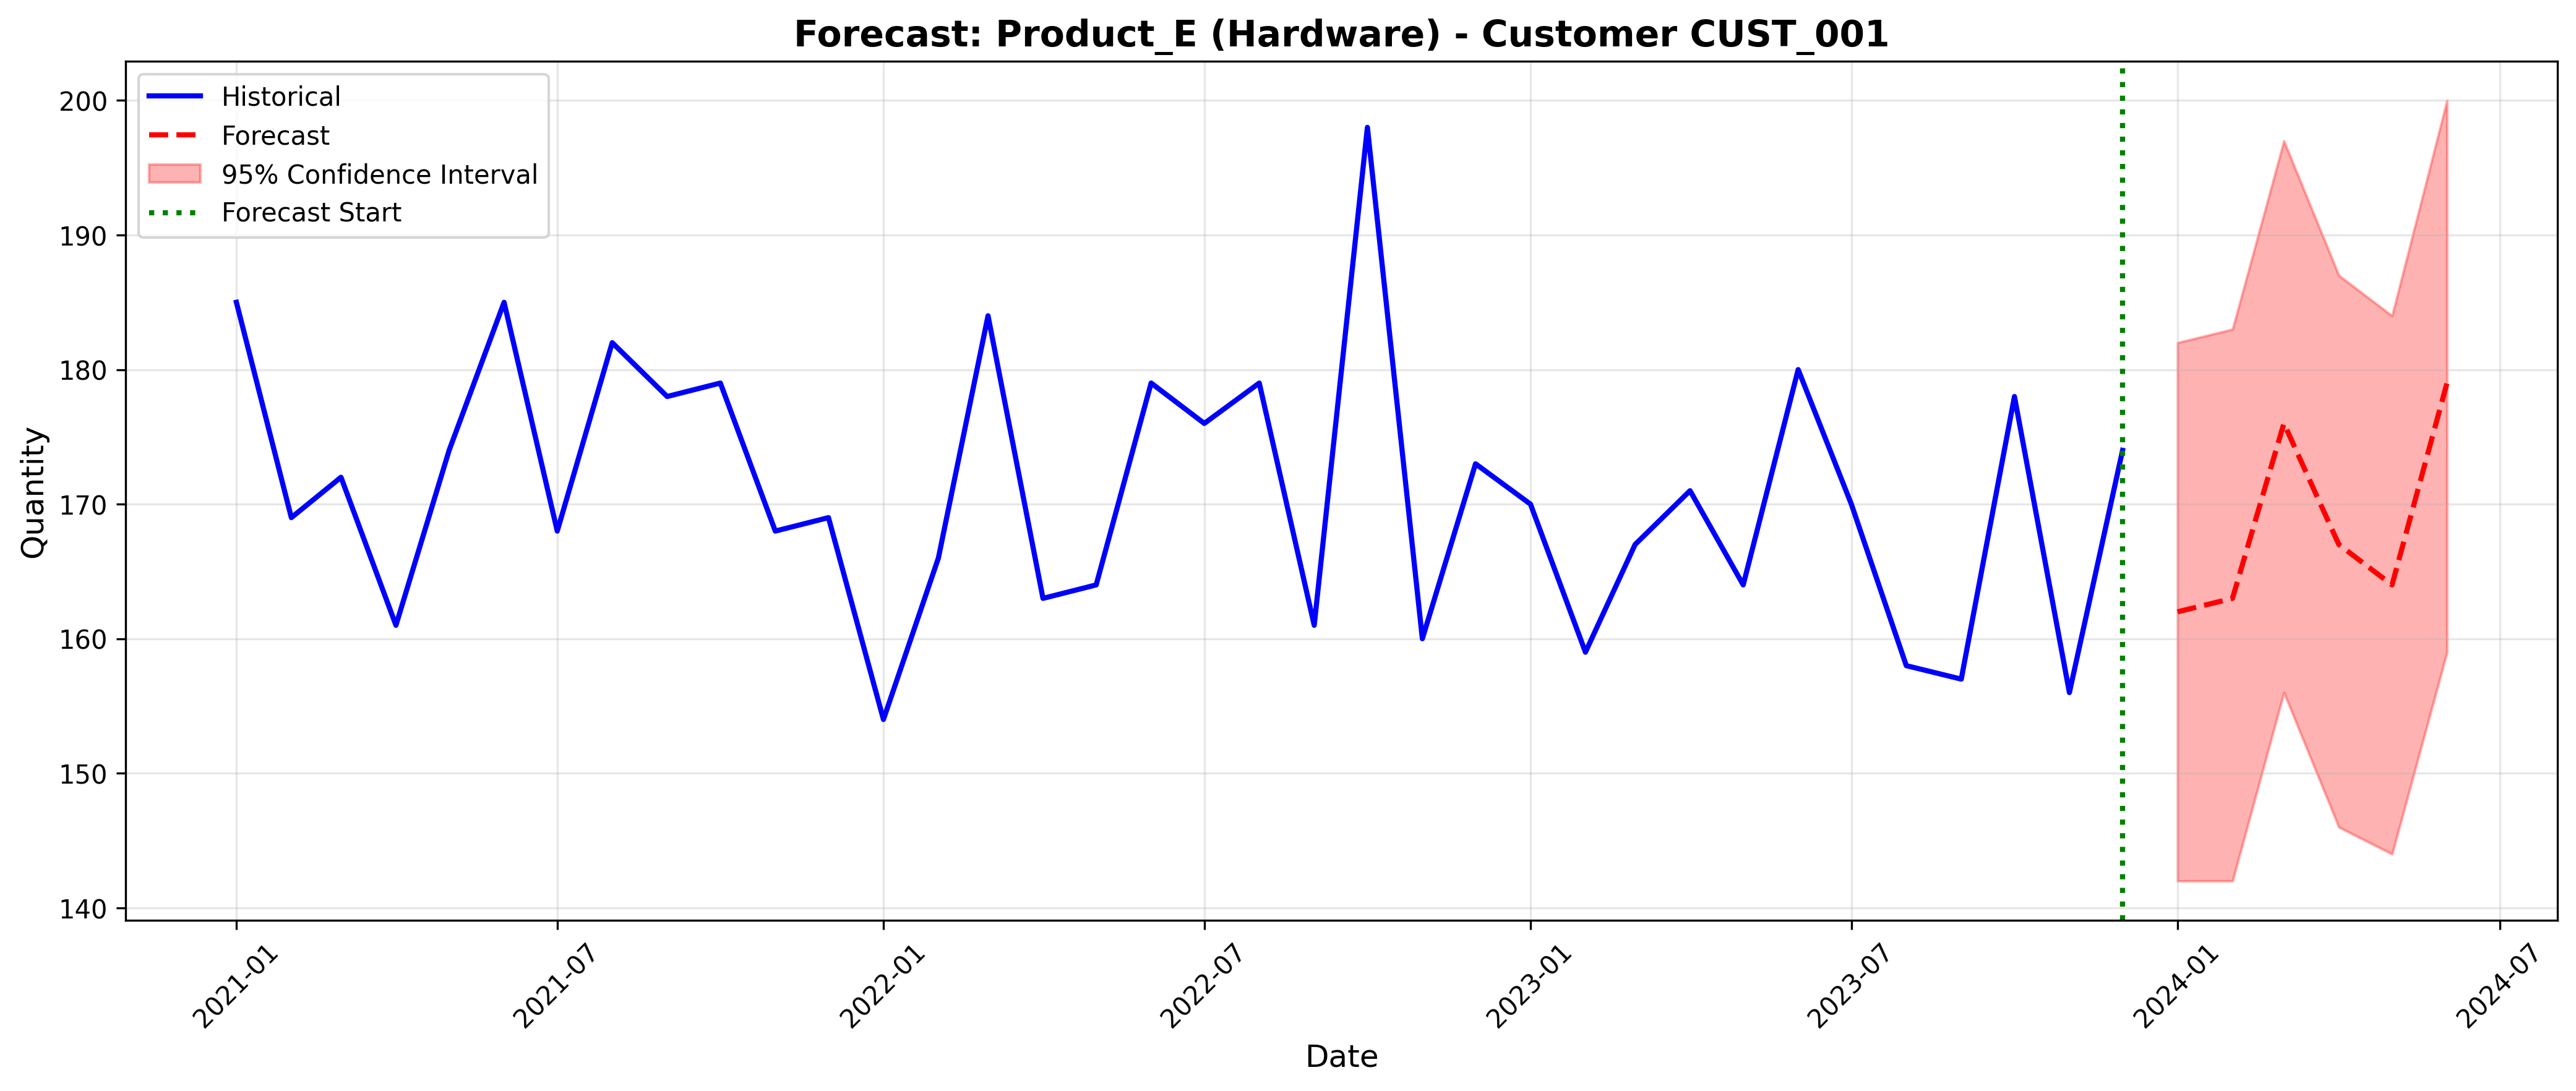 Forecast: Product_E (Hardware) - Customer CUST_001
Historical
Forecast
95% Confidence Interval
Forecast Start
Quantity
200
190
180
170
160
150
140
2021-01
2021-07
2022-01
2022-07
2023-01
2023-07
2024-01
2024-07
Date